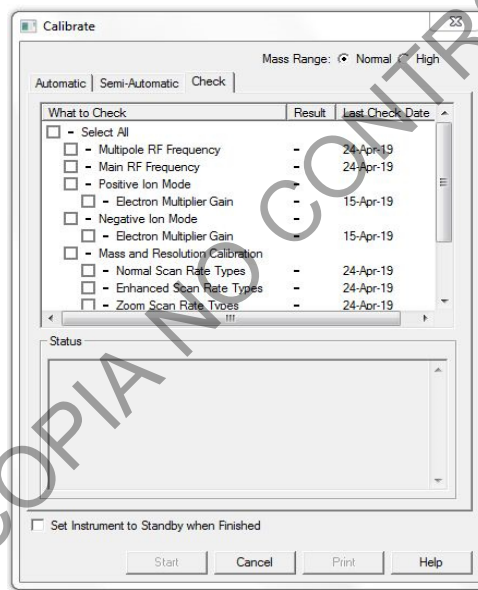 Calibrate
Mass Range: Normal High
Automatic Semi-Automatic Check
What to Check Result Last Check Date
- Select All
- Multipole RF Frequency - 24-Apr-19
- Main RF Frequency - 24-Apr-19
- Positive Ion Mode -
- Electron Multiplier Gain - 15-Apr-19
- Negative Ion Mode -
- Electron Multiplier Gain - 15-Apr-19
- Mass and Resolution Calibration
- Normal Scan Rate Types - 24-Apr-19
- Enhanced Scan Rate Types - 24-Apr-19
- Zoom Scan Rate Types - 24-Apr-19
Status
Set Instrument to Standby when Finished
Start Cancel Print Help
COPIA NO CONTR